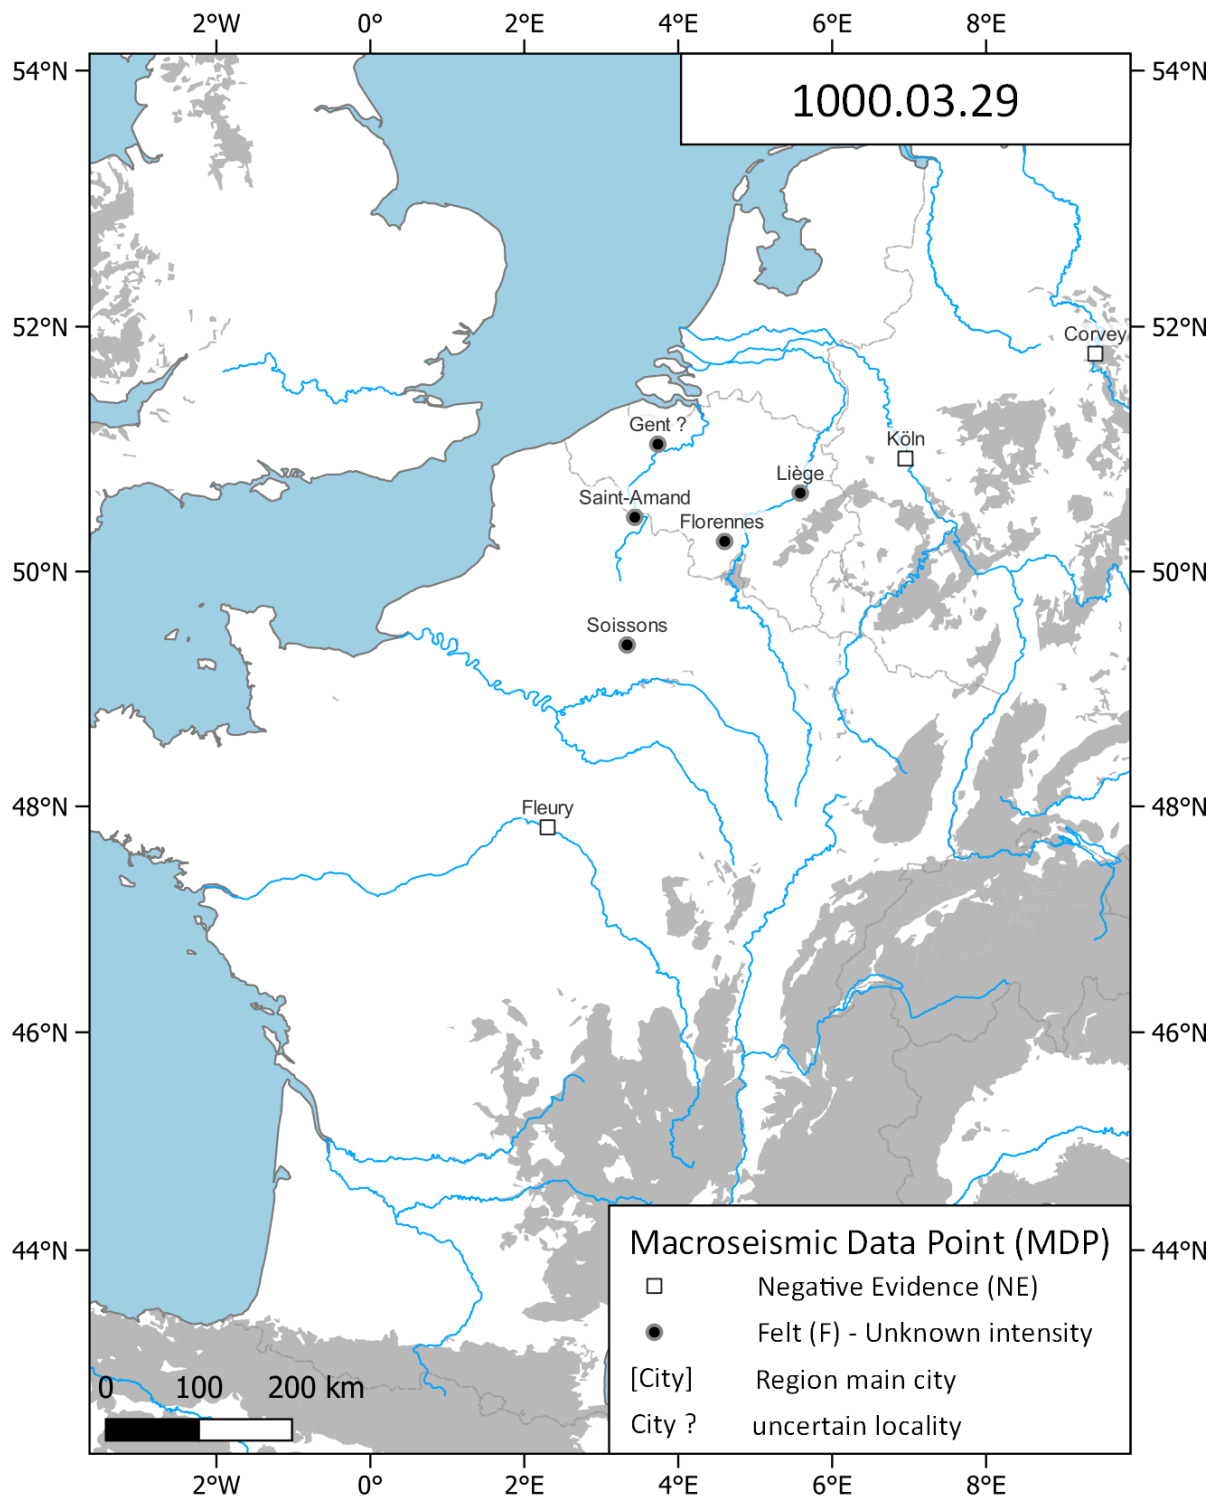 2°W 0° 2°E 4°E 6°E 8°E
54°N 54°N
1000.03.29
52°N 52°N
Corvey
Gent ?
Köln
Liège
Saint-Amand
Florennes
50°N 50°N
Soissons
48°N 48°N
Fleury
46°N 46°N
44°N 44°N
Macroseismic Data Point (MDP)
Negative Evidence (NE)
Felt (F) - Unknown intensity
[City] Region main city
City ? uncertain locality
0 100 200 km
2°W 0° 2°E 4°E 6°E 8°E